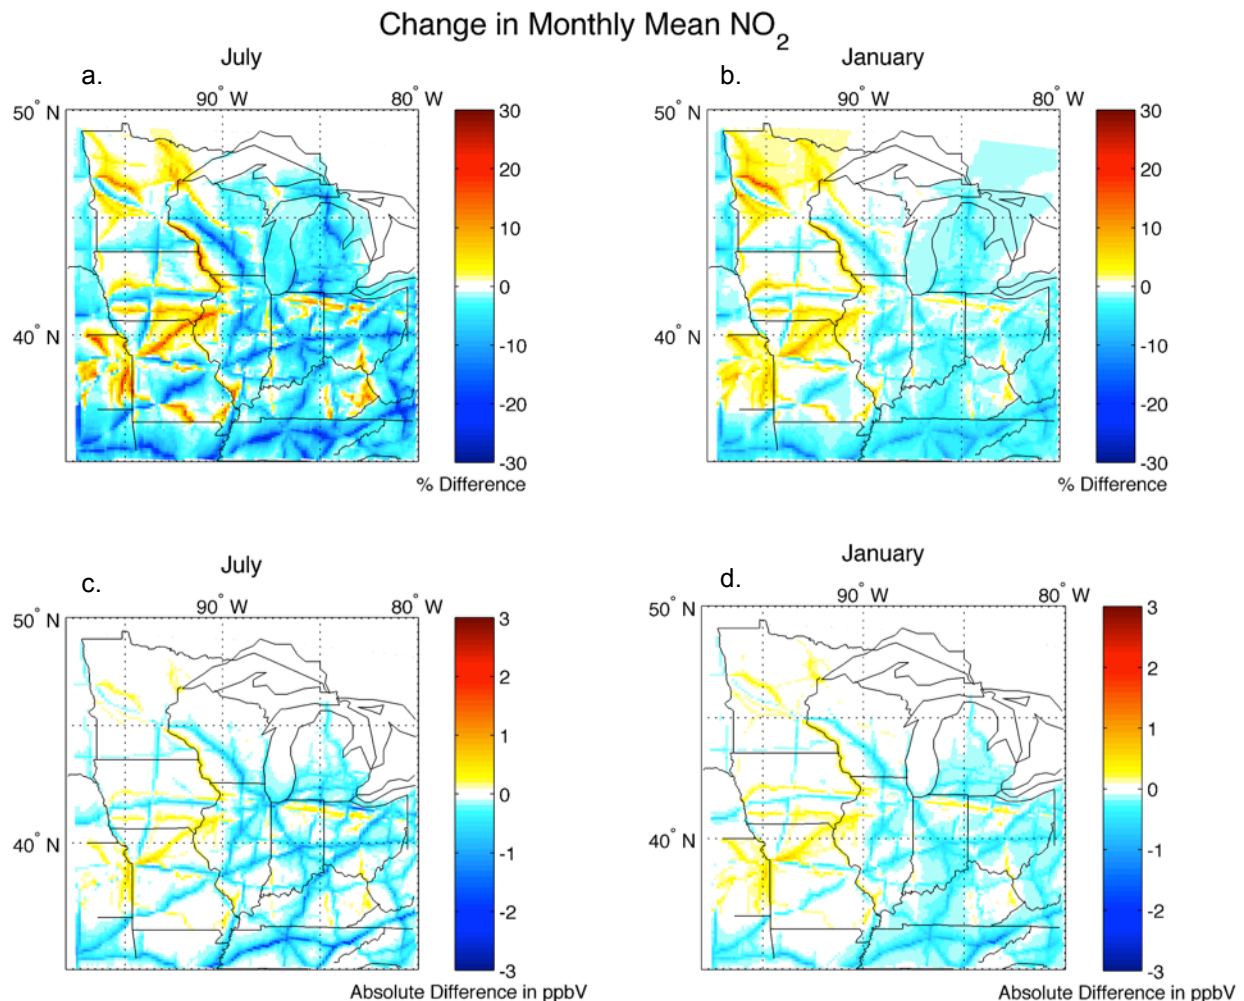 Change in Monthly Mean NO2
July
January
a.
b.
90° W
80° W
90° W
80° W
50° N
40° N
30
20
10
0
-10
-20
-30
% Difference
50° N
40° N
30
20
10
0
-10
-20
-30
% Difference
July
January
c.
d.
90° W
80° W
90° W
80° W
50° N
40° N
3
2
1
0
-1
-2
-3
Absolute Difference in ppbV
50° N
40° N
3
2
1
0
-1
-2
-3
Absolute Difference in ppbV